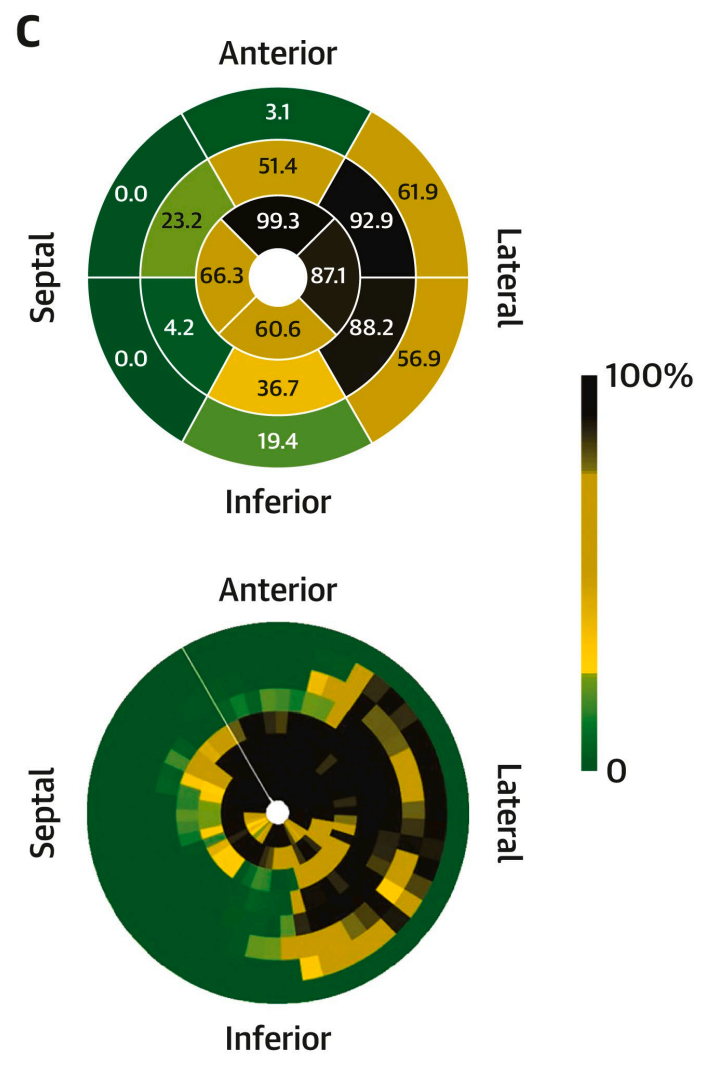 C
Anterior
3.1
51.4
0.0
61.9
23.2
99.3
92.9
Septal
66.3
87.1
Lateral
4.2
60.6
88.2
0.0
36.7
56.9
19.4
Inferior
100%
0
Anterior
Septal
Lateral
Inferior